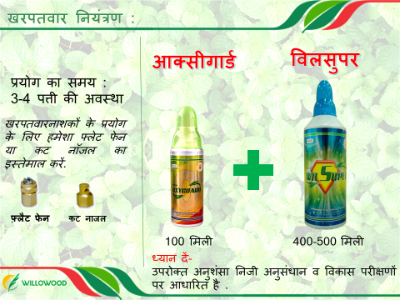 खरपतवार नियंत्रण :
आक्सीगार्ड
विलसुपर
प्रयोग का समय :
3-4 पत्ती की अवस्था
खरपतवारनाशकों के प्रयोग
के लिए हमेशा फ्लेट फेन
या कट नॉजल का
इस्तेमाल करें.
फ़्लैट फेन
कट नाजल
100 मिली
400-500 मिली
ध्यान दें-
उपरोक्त अनुशंसा निजी अनुसंधान व विकास परीक्षणों
पर आधारित है .
WILLOWOOD